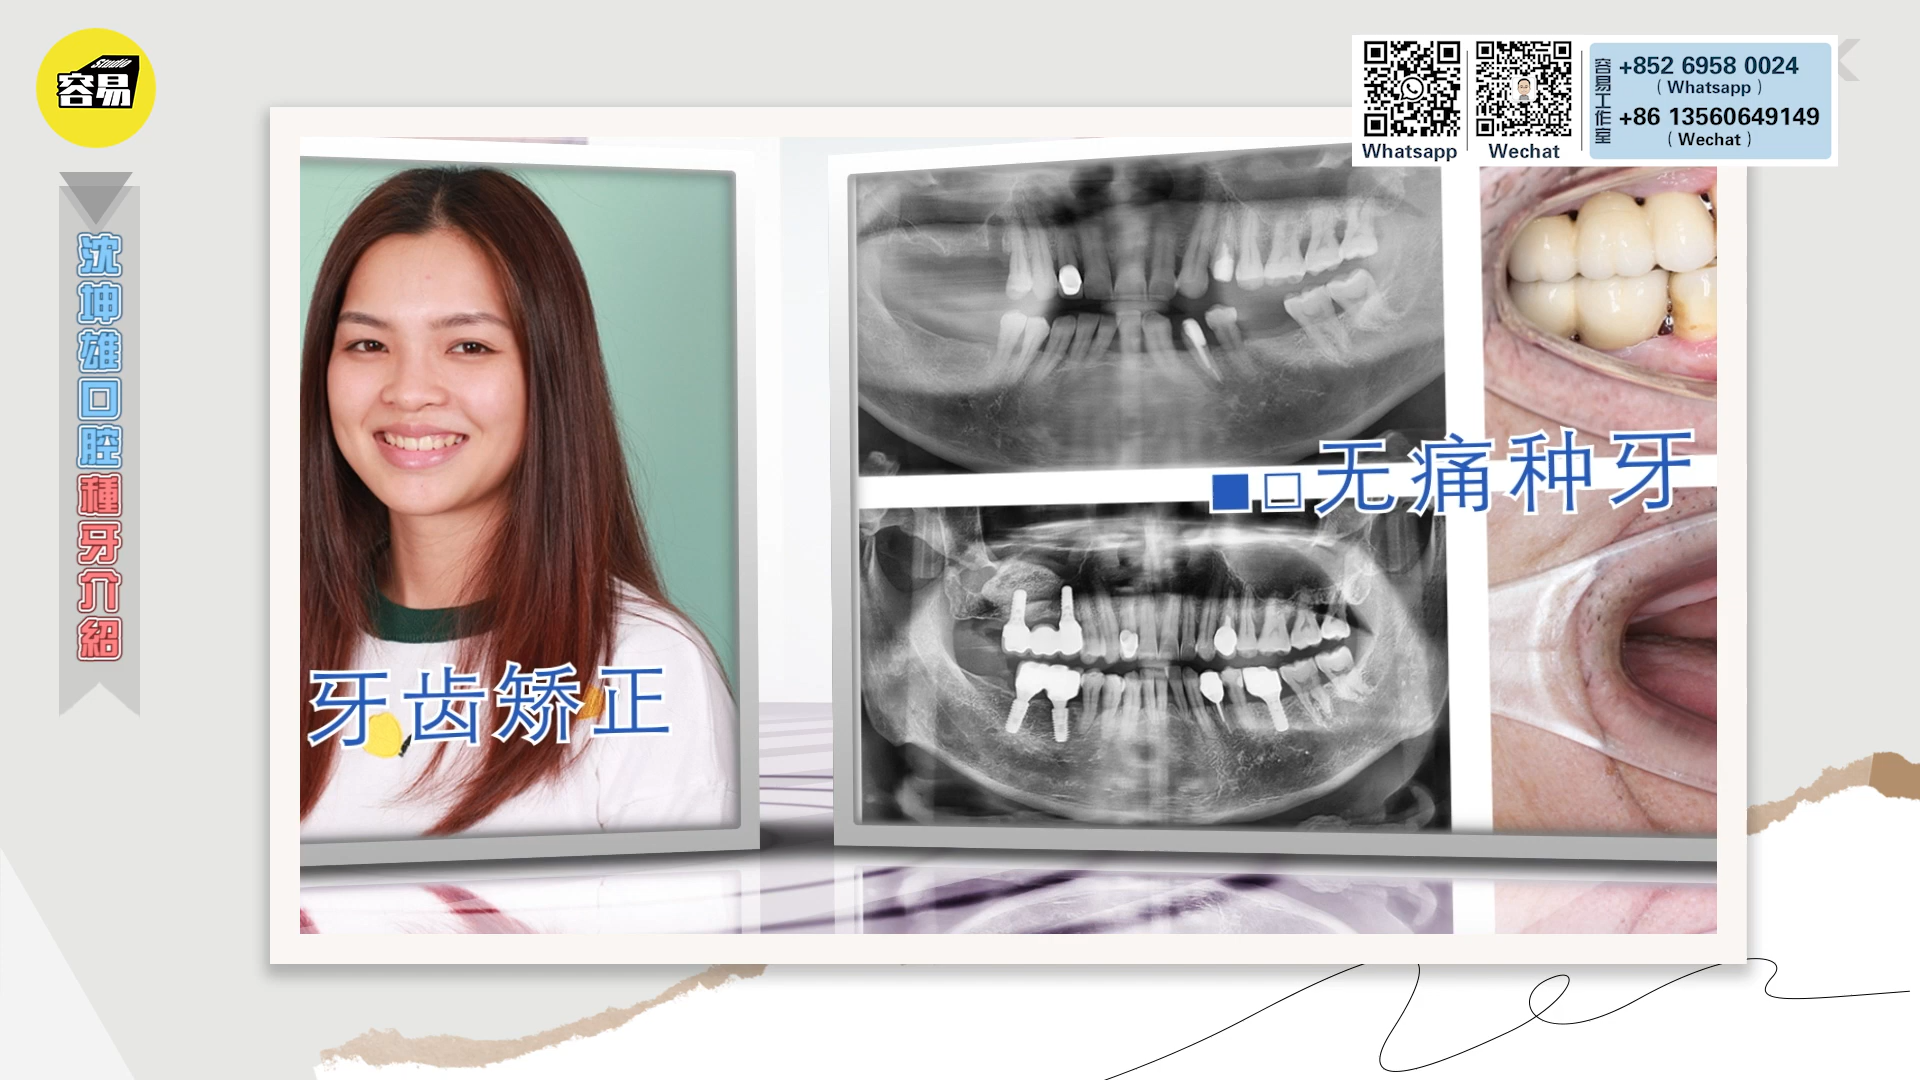 Studio
容易
沈坤雄口腔種牙介紹
Whatsapp
Wechat
容易工作室
+852 6958 0024
( Whatsapp )
+86 13560649149
( Wechat )
牙齿矫正
无痛种牙